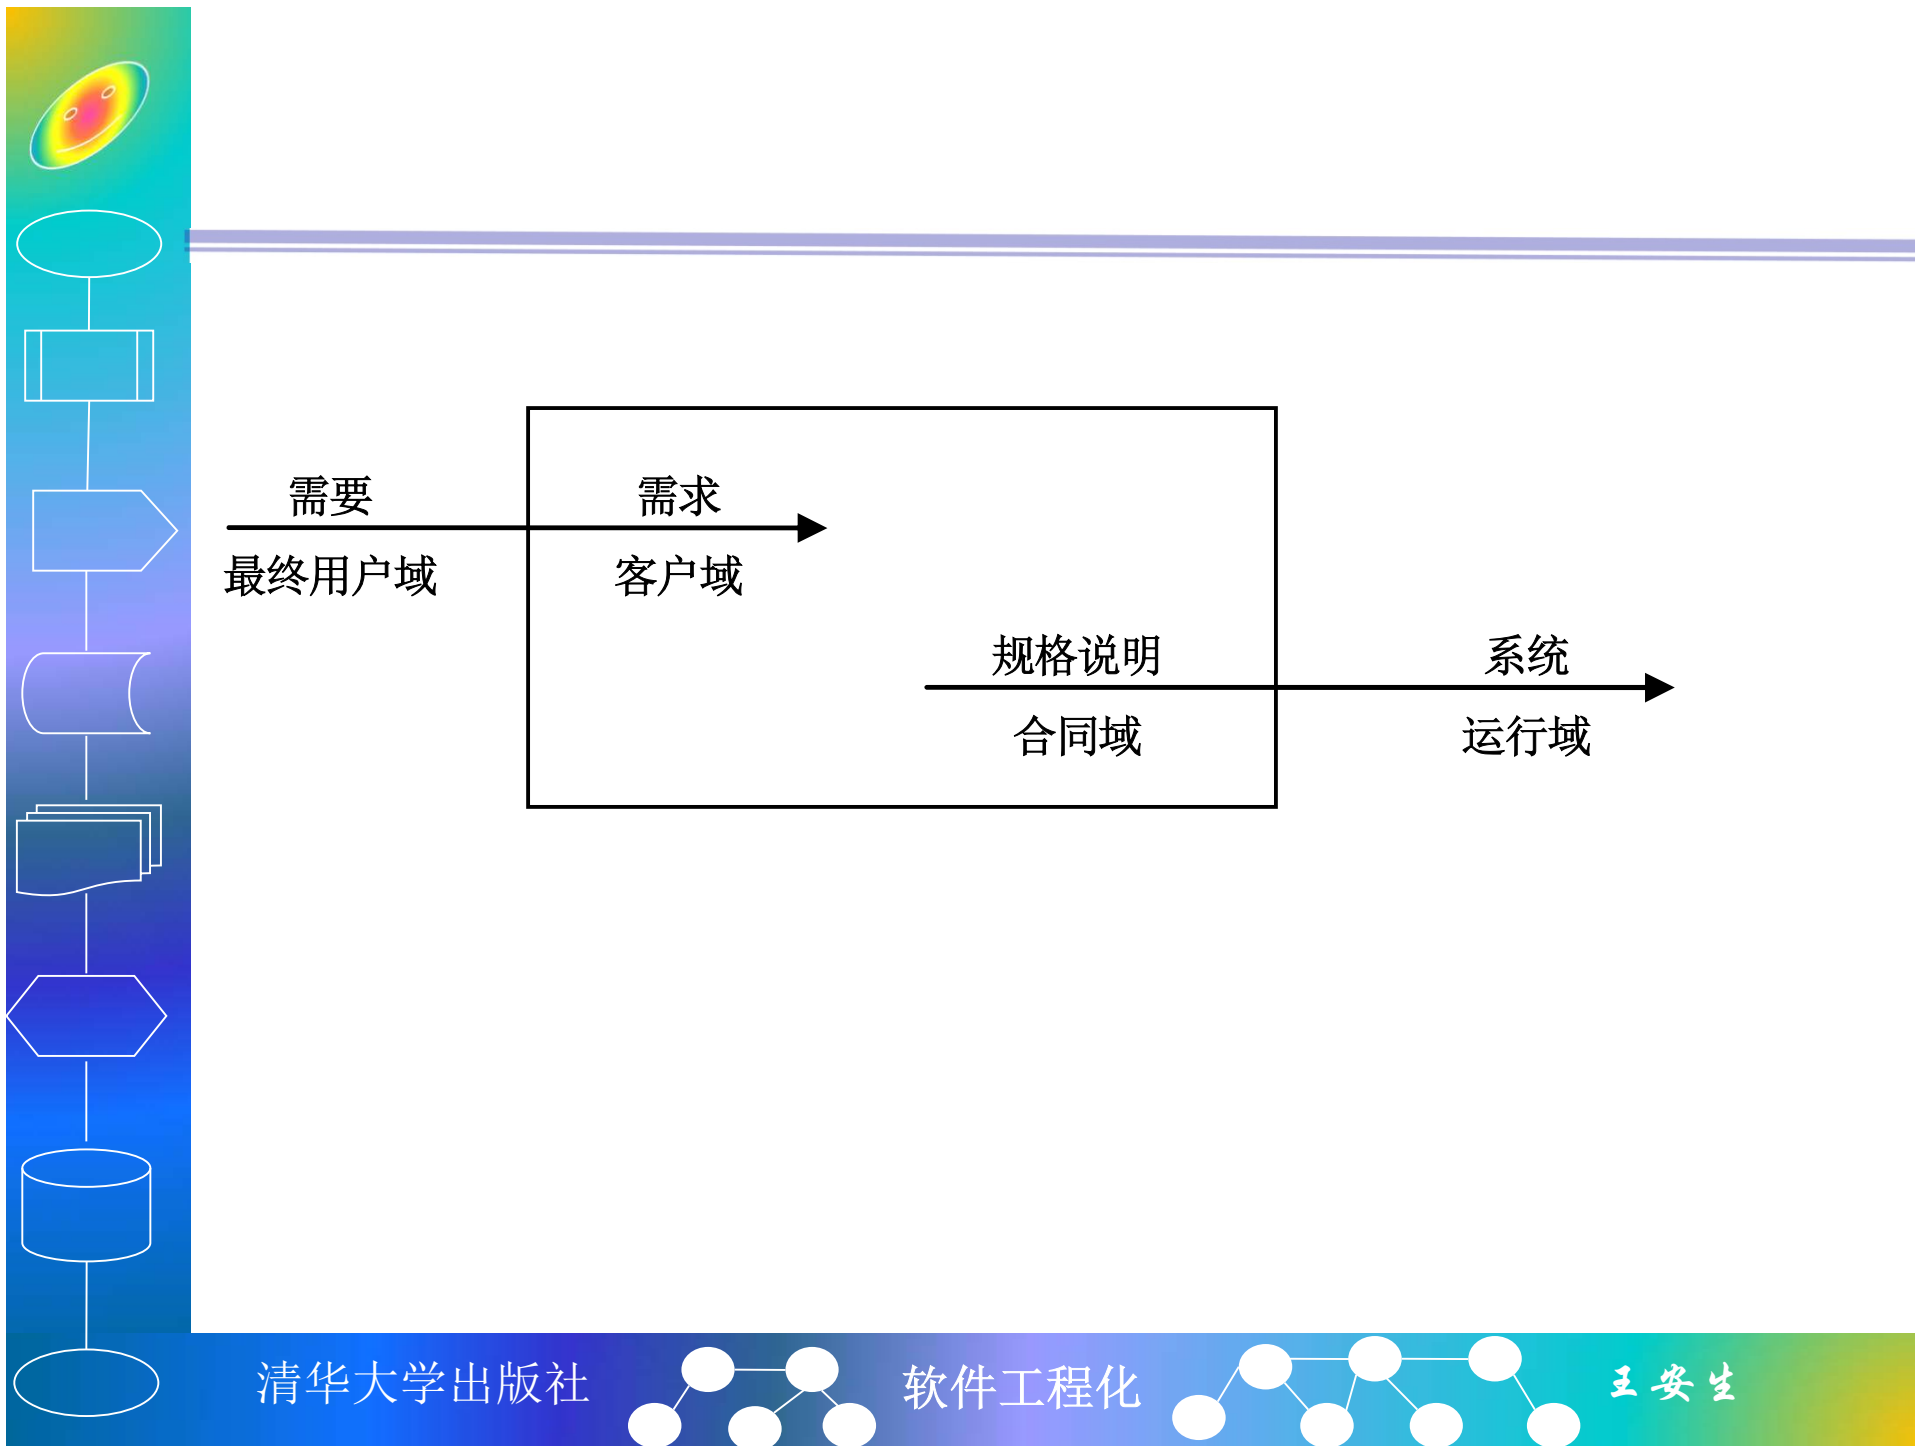 需要
需求
最终用户域
客户域
规格说明
系统
合同域
运行域
清华大学出版社
软件工程化
王安生